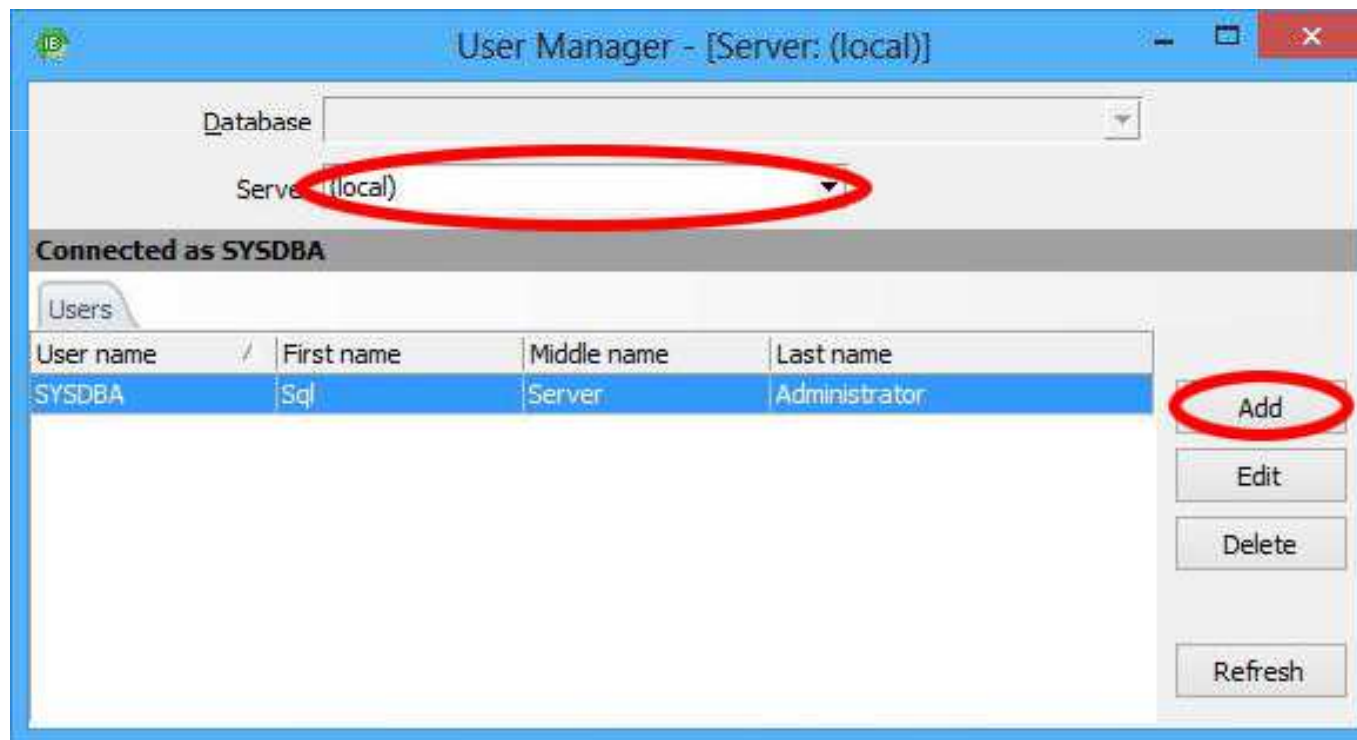 IB
User Manager - [Server: (local)]
Database
Server (local)
Connected as SYSDBA
Users
User name / First name Middle name Last name
SYSDBA Sql Server Administrator
Add
Edit
Delete
Refresh